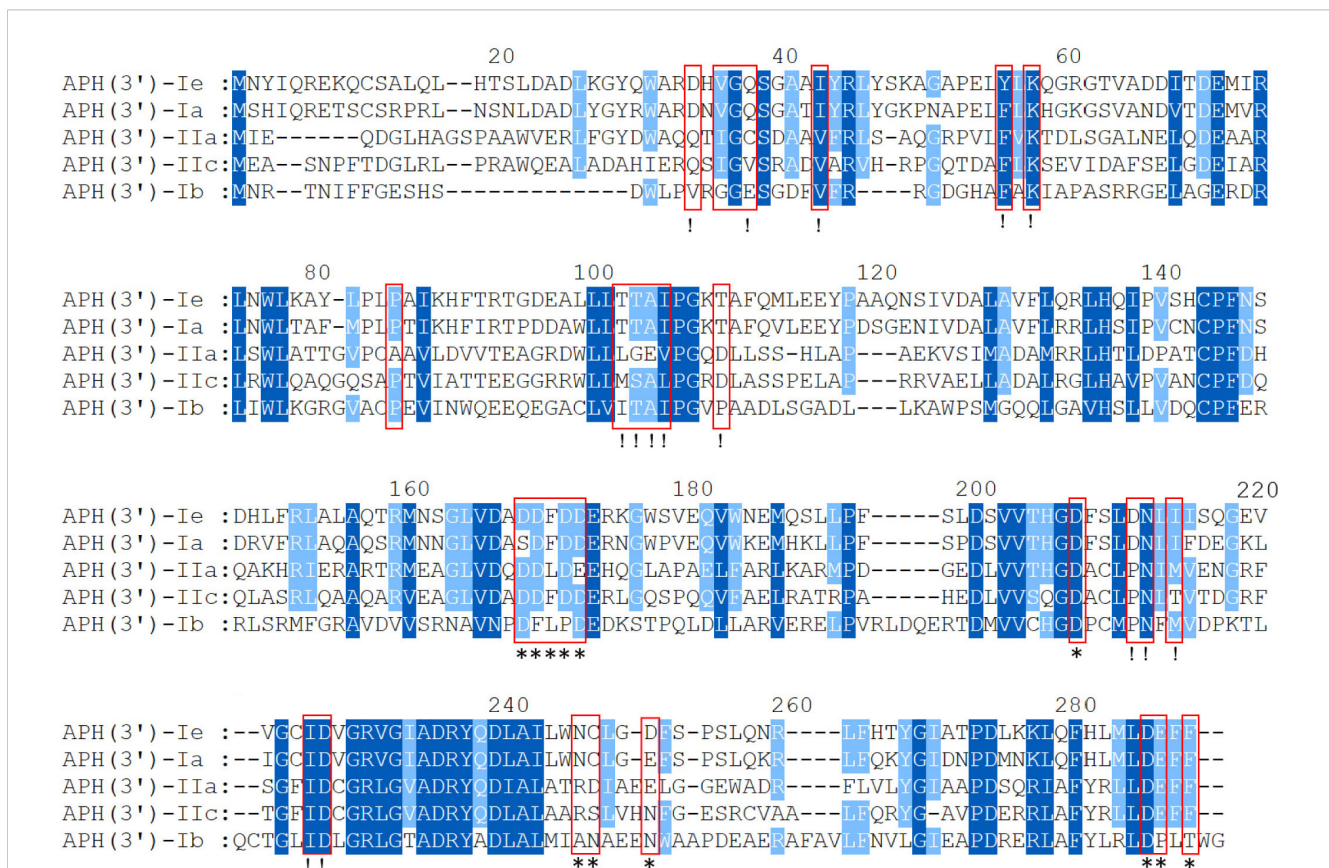 20 40 60
APH(3')-Ie :MNYIQREKQCSALQL--HTSLDADLKGYQWARDHVGQSGAAIYRLYSKAGAPELYLKQGRGTVADDITDEMIR
APH(3')-Ia :MSHIQRETSCSRPRL--NSNLDADLYGYRWARDNVGQSGATIYRLYGKPNAPELFLKHGKGSVANDVTDEMVR
APH(3')-IIa :MIE------QDGLHAGSPAAWVERLFGYDWAQQTIGCSDAAVFRLS-AQGRPVLFVKTDLSGALNELQDEAAR
APH(3')-IIc :MEA--SNPFTDGLRL--PRAWQEALADAHIERQSIGVSRADVARVH-RPGQTDAFLKSEVIDAFSELGDEIAR
APH(3')-Ib :MNR--TNIFFGESHS-------------DWLPVRGGESGDFVFR----RGDGHAFAKIAPASRRGELAGERDR
! ! ! ! !
80 100 120 140
APH(3')-Ie :LNWLKAY-LPLPAIKHFTRTGDEALLLTTAIPGKTAFQMLEEYPAAQNSIVDALAVFLQRLHQIPVSHCPFNS
APH(3')-Ia :LNWLTAF-MPLPTIKHFIRTPDDAWLLTTAIPGKTAFQVLEEYPDSGENIVDALAVFLRRLHSIPVCNCPFNS
APH(3')-IIa :LSWLATTGVPCAAVLDVVTEAGRDWLLLGEVPGQDLLSS-HLAP---AEKVSIMADAMRRLHTLDPATCPFDH
APH(3')-IIc :LRWLQAQGQSAPTVIATTEEGGRRWLLMSALPGRDLASSPELAP---RRVAELLADALRGLHAVPVANCPFDQ
APH(3')-Ib :LIWLKGRGVACPEVINWQEEQEGACLVITAIPGVPAADLSGADL---LKAWPSMGQQLGAVHSLLVDQCPFER
!!!! !
160 180 200 220
APH(3')-Ie :DHLFRLALAQTRMNSGLVDADDFDDERKGWSVEQVWNEMQSLLPF-----SLDSVVTHGDFSLDNIILSQGEV
APH(3')-Ia :DRVFRLAQAQSRMNNGLVDASDFDDERNGWPVEQVWKEMHKLLPF-----SPDSVVTHGDFSLDNIIFDEGKL
APH(3')-IIa :QAKHRIERARTRMEAGLVDQDDLDEEHQGLAPAELFARLKARMPD-----GEDLVVTHGDACLPNIMVENGRF
APH(3')-IIc :QLASRLQAAQARVEAGLVDADDFDDERLGQSPQQVFAELRATRPA-----HEDLVVSQGDACLPNLTVTDGRF
APH(3')-Ib :RLSRMFGRAVDVVSRNAVNPDFLPDEDKSTPQLDLLARVERELPVRLDQERTDMVVCHGDPCMPNFMVDPKTL
***** * !! !
240 260 280
APH(3')-Ie :--VGCIDVGRVGIADRYQDLAILWNCLG-DFS-PSLQNR----LFHTYGIATPDLKKLQFHLMLDEFF--
APH(3')-Ia :--IGCIDVGRVGIADRYQDLAILWNCLG-EFS-PSLQKR----LFQKYGIDNPDMNKLQFHLMLDEFF--
APH(3')-IIa :--SGFIDCGRLGVADRYQDIALATRDIAEELG-GEWADR----FLVLYGIAAPDSQRIAFYRLLDEFF--
APH(3')-IIc :--TGFIDCGRLGVADRYQDLALAARSLVHNFG-ESRCVAA---LFQRYG-AVPDERRLAFYRLLDEFF--
APH(3')-Ib :QCTGLIDLGRLGTADRYADLALMIANAEENWAAPDEAERAFAVLFNVLGIEAPDRERLAFYLRLDPLTWG
!! ** * ** *